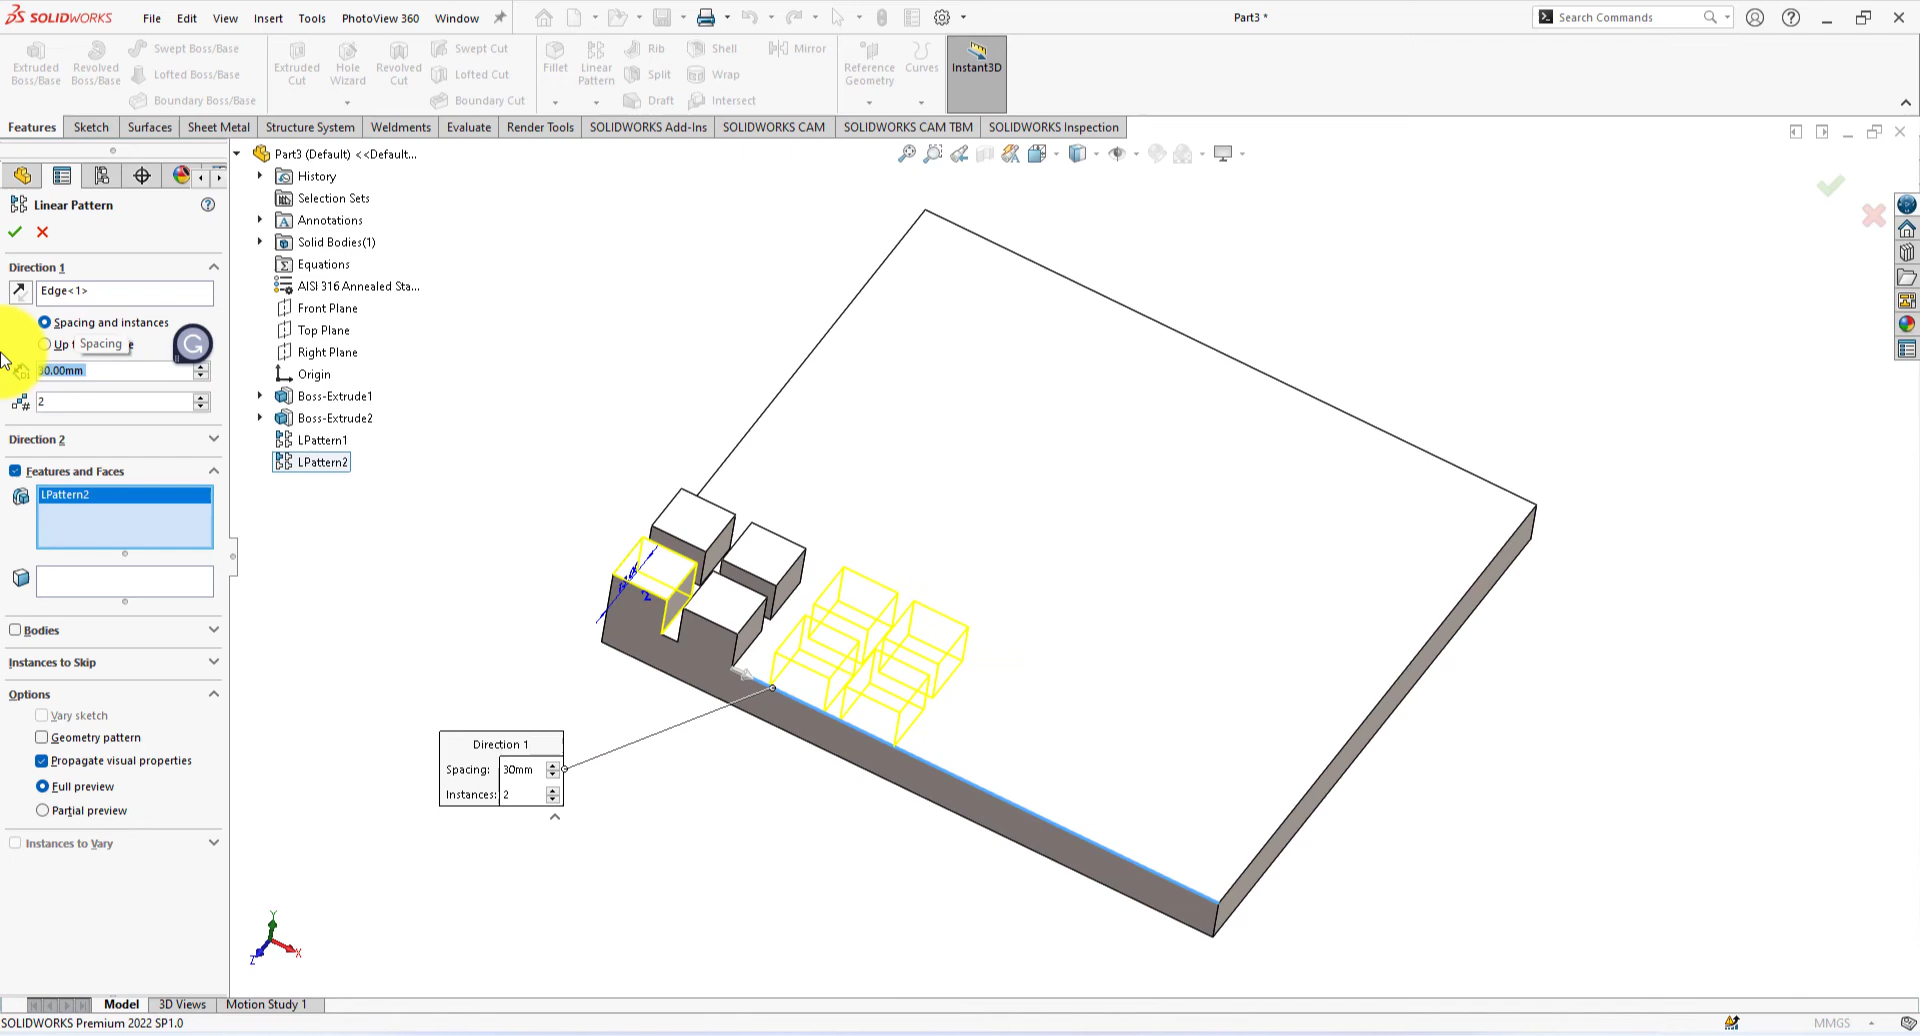 SOLIDWORKS File Edit View Insert Tools PhotoView 360 Window Part3 * Search Commands
Extruded Boss/Base
Revolved Boss/Base
Swept Boss/Base
Lofted Boss/Base
Boundary Boss/Base
Extruded Cut
Hole Wizard
Revolved Cut
Swept Cut
Lofted Cut
Boundary Cut
Fillet
Linear Pattern
Rib
Split
Draft
Shell
Wrap
Intersect
Mirror
Reference Geometry
Curves
Instant3D
Features Sketch Surfaces Sheet Metal Structure System Weldments Evaluate Render Tools SOLIDWORKS Add-Ins SOLIDWORKS CAM SOLIDWORKS CAM TBM SOLIDWORKS Inspection
Linear Pattern
Direction 1
Edge<1>
Spacing and instances
Up t
Spacing
e
30.00mm
2
Direction 2
Features and Faces
LPattern2
Bodies
Instances to Skip
Options
Vary sketch
Geometry pattern
Propagate visual properties
Full preview
Partial preview
Instances to Vary
Part3 (Default) <<Default...
History
Selection Sets
Annotations
Solid Bodies(1)
Equations
AISI 316 Annealed Sta...
Front Plane
Top Plane
Right Plane
Origin
Boss-Extrude1
Boss-Extrude2
LPattern1
LPattern2
2
Direction 1
Spacing: 30mm
Instances: 2
Y
X
Z
Model 3D Views Motion Study 1
SOLIDWORKS Premium 2022 SP1.0 MMGS